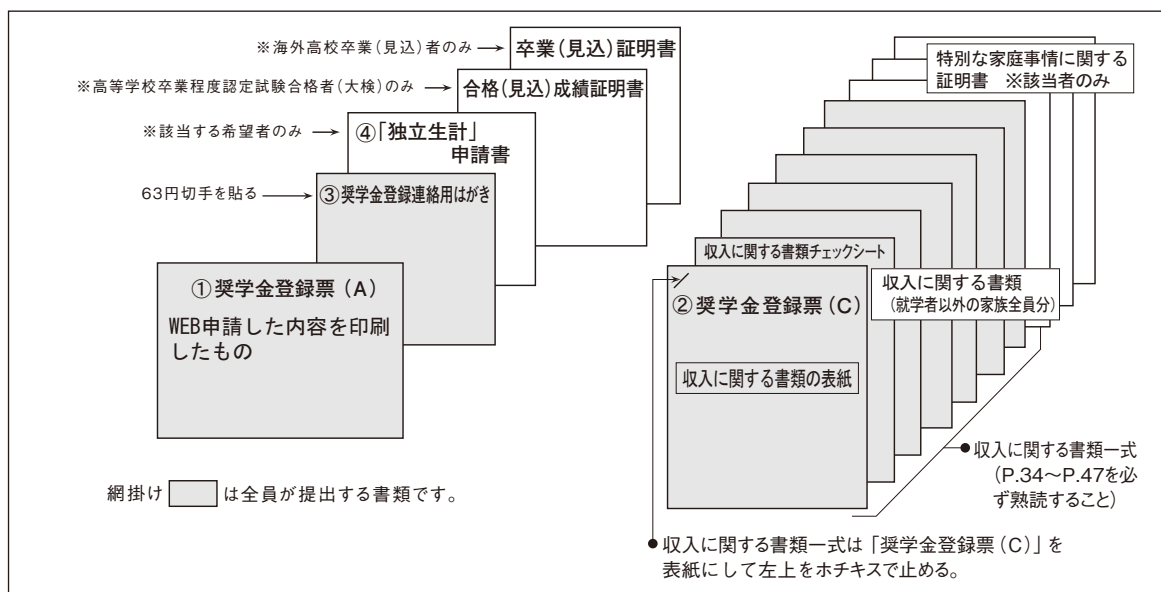 ※海外高校卒業(見込)者のみ
卒業(見込)証明書
※高等学校卒業程度認定試験合格者(大検)のみ
合格(見込)成績証明書
※該当する希望者のみ
④「独立生計」
申請書
63円切手を貼る
③奨学金登録連絡用はがき
①奨学金登録票(A)
WEB申請した内容を印刷
したもの
網掛け は全員が提出する書類です。
特別な家庭事情に関する
証明書 ※該当者のみ
収入に関する書類チェックシート
収入に関する書類
(就学者以外の家族全員分)
②奨学金登録票(C)
収入に関する書類の表紙
●収入に関する書類一式
(P.34〜P.47を必
ず熟読すること)
●収入に関する書類一式は「奨学金登録票(C)」を
表紙にして左上をホチキスで止める。